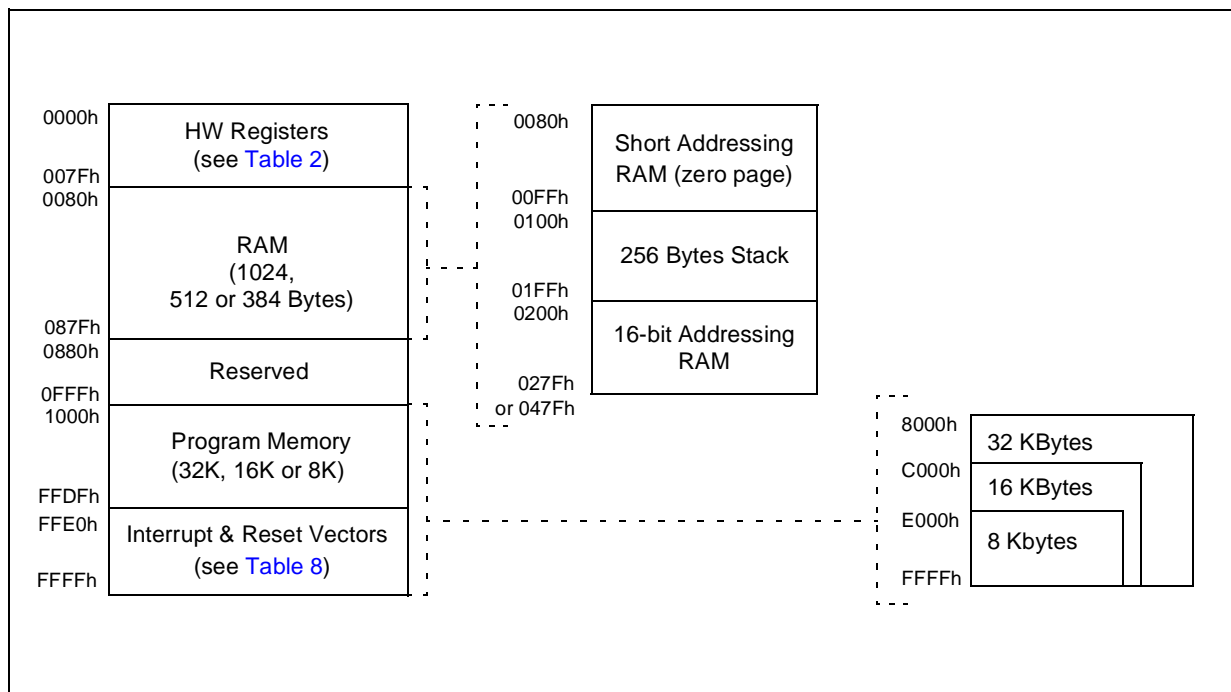 0000h
HW Registers
(see Table 2)
007Fh
0080h
RAM
(1024,
512 or 384 Bytes)
087Fh
0880h
Reserved
0FFFh
1000h
Program Memory
(32K, 16K or 8K)
FFDFh
FFE0h
Interrupt & Reset Vectors
(see Table 8)
FFFFh
0080h
Short Addressing
RAM (zero page)
00FFh
0100h
256 Bytes Stack
01FFh
0200h
16-bit Addressing
RAM
027Fh
or 047Fh
8000h
32 KBytes
C000h
16 KBytes
E000h
8 Kbytes
FFFFh